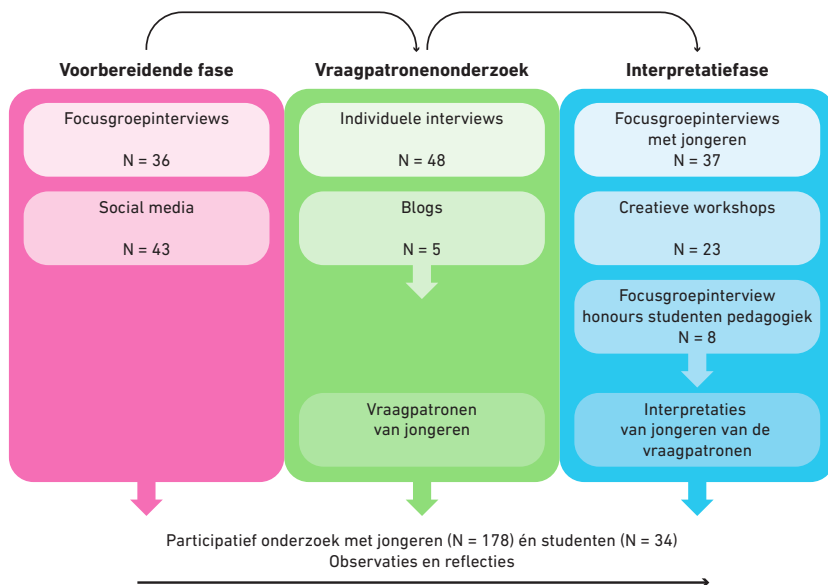 Voorbereidende fase
Focusgroepinterviews
N = 36
Social media
N = 43
Vraagpatronenonderzoek
Individuele interviews
N = 48
Blogs
N = 5
Vraagpatronen
van jongeren
Interpretatiefase
Focusgroepinterviews
met jongeren
N = 37
Creatieve workshops
N = 23
Focusgroepinterview
honours studenten pedagogiek
N = 8
Interpretaties
van jongeren van de
vraagpatronen
Participatief onderzoek met jongeren (N = 178) én studenten (N = 34)
Observaties en reflecties